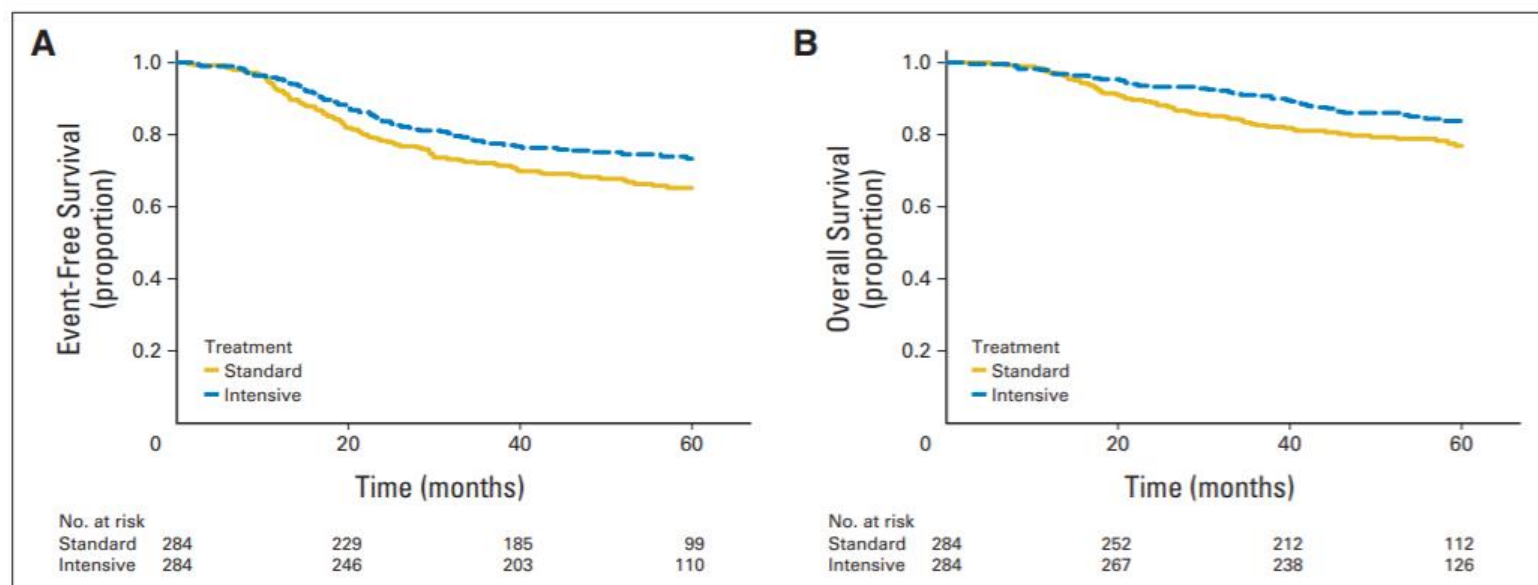 A
Event-Free Survival
(proportion)
1.0
0.8
0.6
0.4
0.2
Treatment
Standard
Intensive
0 20 40 60
Time (months)
No. at risk
Standard 284 229 185 99
Intensive 284 246 203 110
B
Overall Survival
(proportion)
1.0
0.8
0.6
0.4
0.2
Treatment
Standard
Intensive
0 20 40 60
Time (months)
No. at risk
Standard 284 252 212 112
Intensive 284 267 238 126